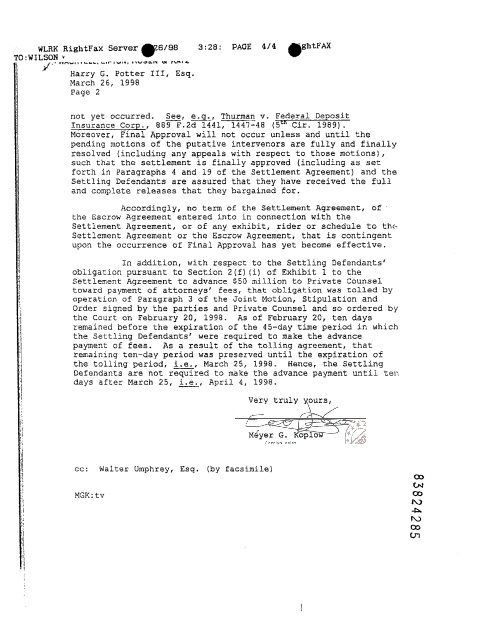 WLRK RightFax Server 26/98 3:28: PAGE 4/4 ghtFAX
TO:WILSON
Harry G. Potter III, Esq.
March 26, 1998
Page 2
not yet occurred. See, e.g., Thurman v. Federal Deposit
Insurance Corp., 889 F.2d 1441, 1447-48 (5th Cir. 1989).
Moreover, Final Approval will not occur unless and until the
pending motions of the putative intervenors are fully and finally
resolved (including any appeals with respect to those motions),
such that the settlement is finally approved (including as set
forth in Paragraphs 4 and 19 of the Settlement Agreement) and the
Settling Defendants are assured that they have received the full
and complete releases that they bargained for.
Accordingly, no term of the Settlement Agreement, of
the Escrow Agreement entered into in connection with the
Settlement Agreement, or of any exhibit, rider or schedule to the
Settlement Agreement or the Escrow Agreement, that is contingent
upon the occurrence of Final Approval has yet become effective.
In addition, with respect to the Settling Defendants'
obligation pursuant to Section 2(f)(i) of Exhibit 1 to the
Settlement Agreement to advance $50 million to Private Counsel
toward payment of attorneys' fees, that obligation was tolled by
operation of Paragraph 3 of the Joint Motion, Stipulation and
Order signed by the parties and Private Counsel and so ordered by
the Court on February 20, 1998. As of February 20, ten days
remained before the expiration of the 45-day time period in which
the Settling Defendants' were required to make the advance
payment of fees. As a result of the tolling agreement, that
remaining ten-day period was preserved until the expiration of
the tolling period, i.e., March 25, 1998. Hence, the Settling
Defendants are not required to make the advance payment until ten
days after March 25, i.e., April 4, 1998.
Very truly yours,
Meyer G. Koplow
cc: Walter Umphrey, Esq. (by facsimile)
MGK:tv
83824285